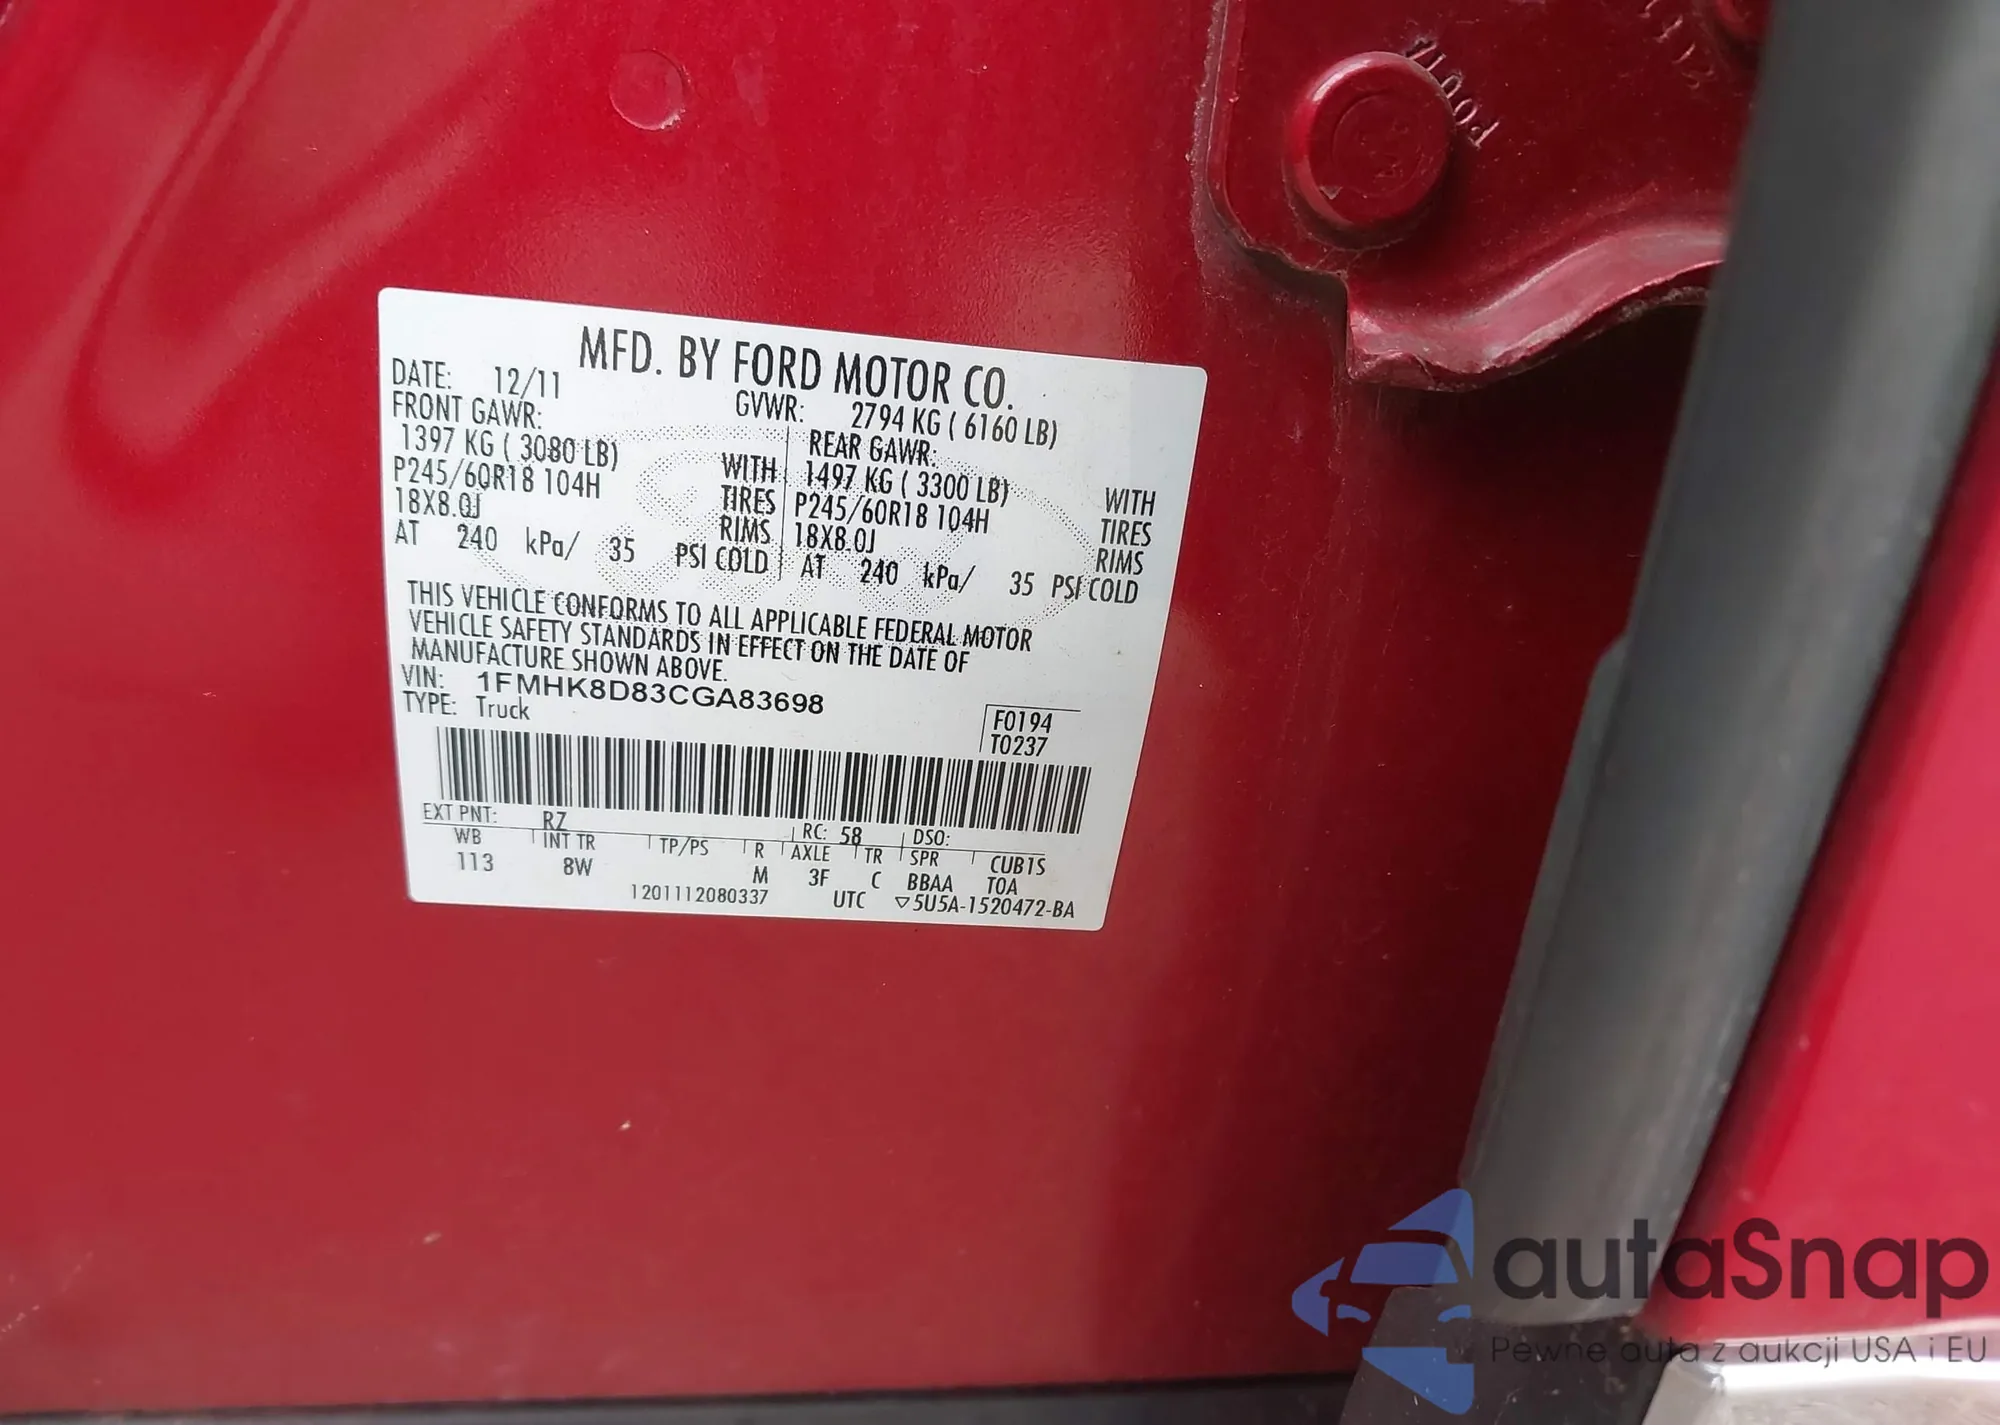 MFD. BY FORD MOTOR CO.
DATE: 12/11 GVWR: 2794 KG ( 6160 LB)
FRONT GAWR: REAR GAWR:
1397 KG ( 3080 LB) WITH 1497 KG ( 3300 LB) WITH
P245/60R18 104H TIRES P245/60R18 104H TIRES
18X8.0J RIMS 18X8.0J RIMS
AT 240 kPa/ 35 PSI COLD AT 240 kPa/ 35 PSI COLD
THIS VEHICLE CONFORMS TO ALL APPLICABLE FEDERAL MOTOR
VEHICLE SAFETY STANDARDS IN EFFECT ON THE DATE OF
MANUFACTURE SHOWN ABOVE.
VIN: 1FMHK8D83CGA83698
TYPE: Truck
F0194
T0237
EXT PNT: RZ RC: 58 DSO:
WB INT TR TP/PS R AXLE TR SPR CUBTS
113 8W M 3F C BBAA TOA
1201112080337 UTC ▽5U5A-1520472-BA
autaSnap
Pewne auta z aukcji USA i EU